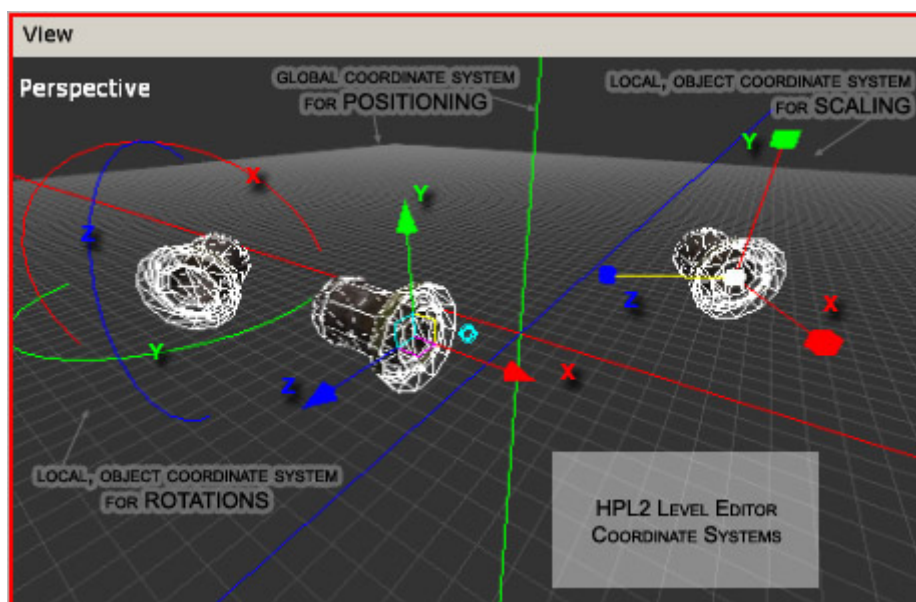 View
Perspective
GLOBAL COORDINATE SYSTEM
FOR POSITIONING
LOCAL, OBJECT COORDINATE SYSTEM
FOR SCALING
X
Z
Y
Y
Z
X
Y
Z
X
LOCAL, OBJECT COORDINATE SYSTEM
FOR ROTATIONS
HPL2 LEVEL EDITOR
COORDINATE SYSTEMS